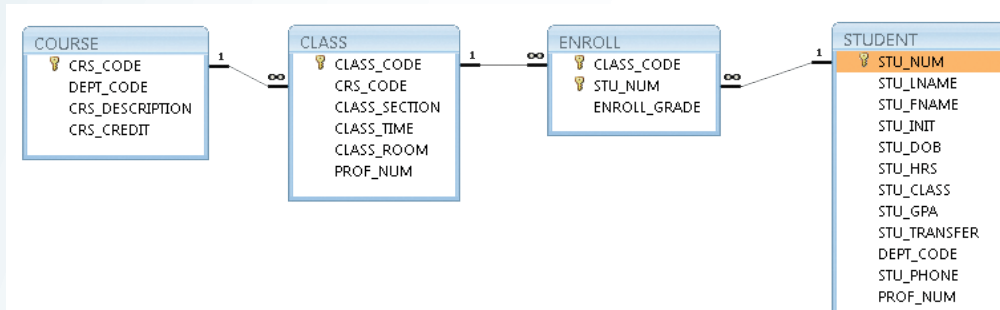 COURSE
CRS_CODE
DEPT_CODE
CRS_DESCRIPTION
CRS_CREDIT
1
∞
CLASS
CLASS_CODE
CRS_CODE
CLASS_SECTION
CLASS_TIME
CLASS_ROOM
PROF_NUM
1
∞
ENROLL
CLASS_CODE
STU_NUM
ENROLL_GRADE
∞
1
STUDENT
STU_NUM
STU_LNAME
STU_FNAME
STU_INIT
STU_DOB
STU_HRS
STU_CLASS
STU_GPA
STU_TRANSFER
DEPT_CODE
STU_PHONE
PROF_NUM